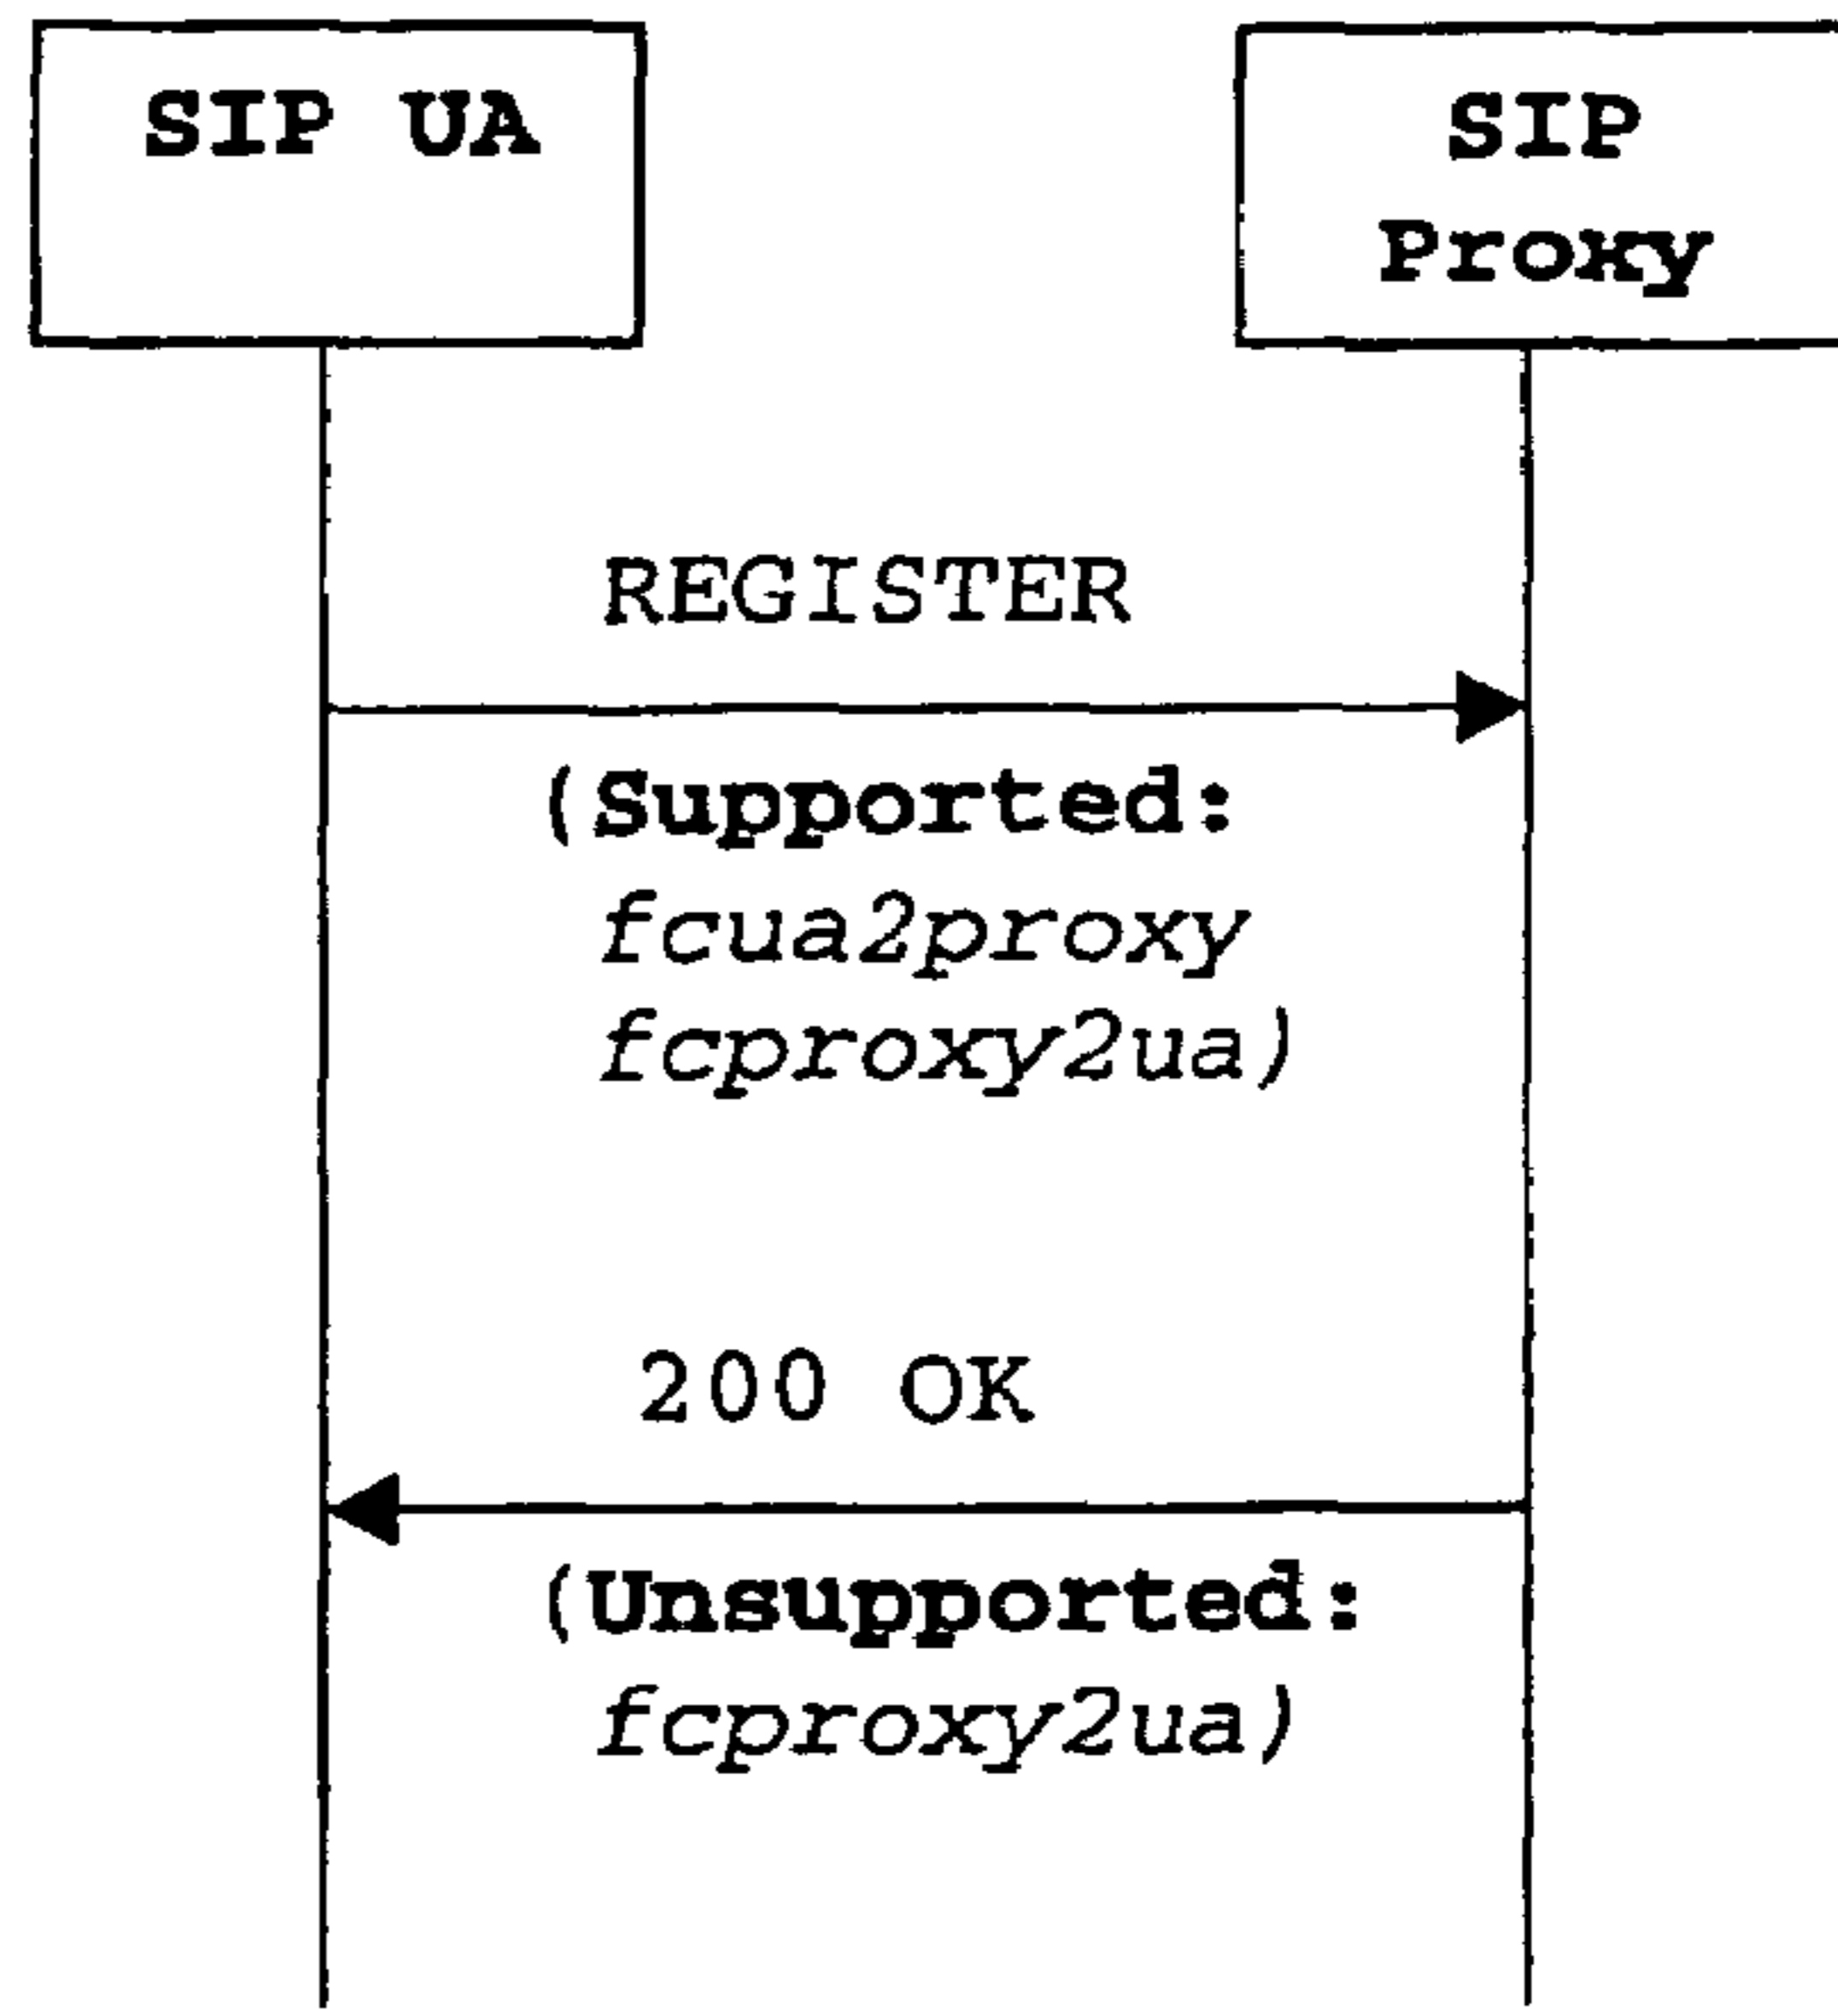 SIP UA
SIP
Proxy
REGISTER
(Supported:
fcua2proxy
fcproxy2ua)
200 OK
(Unsupported:
fcproxy2ua)